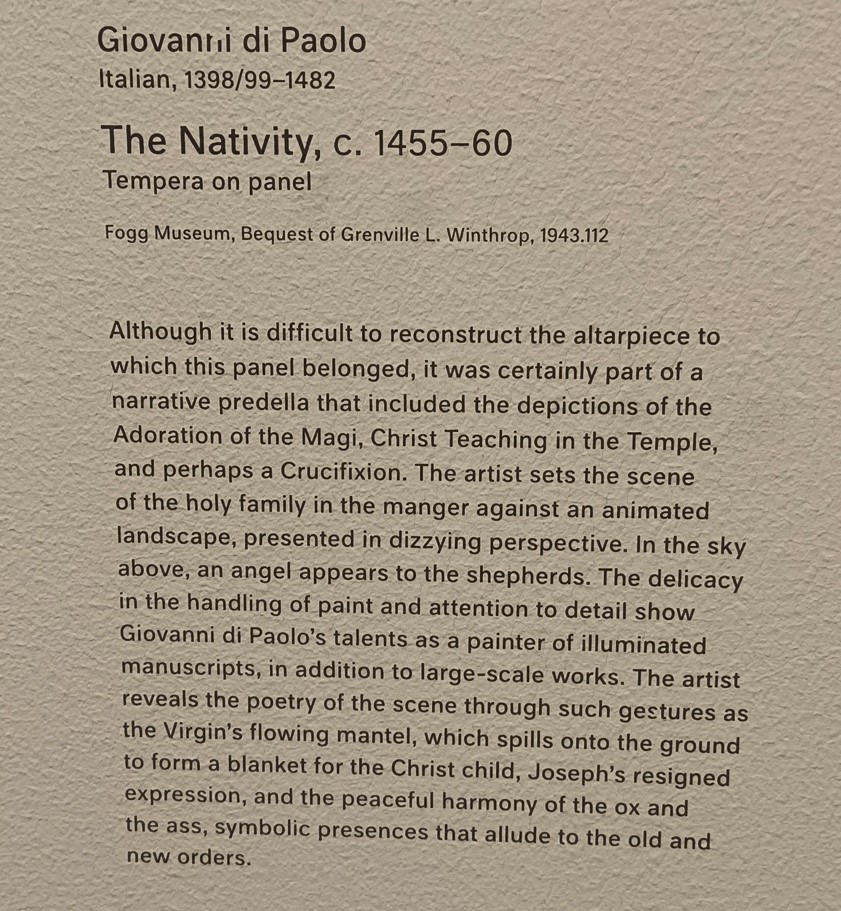 Giovanni di Paolo
Italian, 1398/99–1482
The Nativity, c. 1455–60
Tempera on panel
Fogg Museum, Bequest of Grenville L. Winthrop, 1943.112
Although it is difficult to reconstruct the altarpiece to
which this panel belonged, it was certainly part of a
narrative predella that included the depictions of the
Adoration of the Magi, Christ Teaching in the Temple,
and perhaps a Crucifixion. The artist sets the scene
of the holy family in the manger against an animated
landscape, presented in dizzying perspective. In the sky
above, an angel appears to the shepherds. The delicacy
in the handling of paint and attention to detail show
Giovanni di Paolo's talents as a painter of illuminated
manuscripts, in addition to large-scale works. The artist
reveals the poetry of the scene through such gestures as
the Virgin's flowing mantel, which spills onto the ground
to form a blanket for the Christ child, Joseph's resigned
expression, and the peaceful harmony of the ox and
the ass, symbolic presences that allude to the old and
new orders.